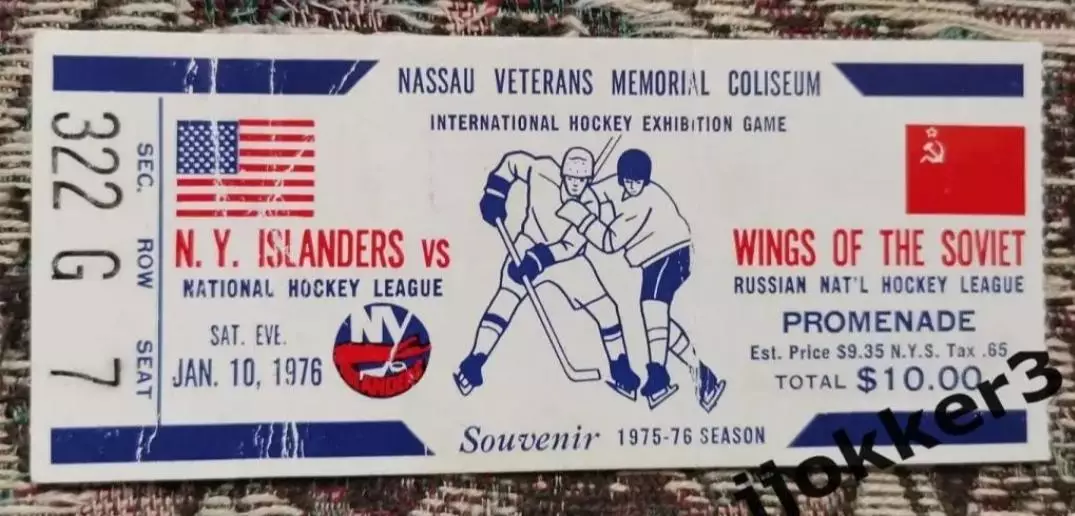 NASSAU VETERANS MEMORIAL COLISEUM
INTERNATIONAL HOCKEY EXHIBITION GAME
SEC. ROW SEAT
322 G 7
N. Y. ISLANDERS VS
NATIONAL HOCKEY LEAGUE
SAT. EVE.
JAN. 10, 1976
NY
ISLANDERS
WINGS OF THE SOVIET
RUSSIAN NAT'L HOCKEY LEAGUE
PROMENADE
Est. Price $9.35 N.Y.S. Tax .65
TOTAL $10.00
Souvenir 1975-76 SEASON
ijokker3